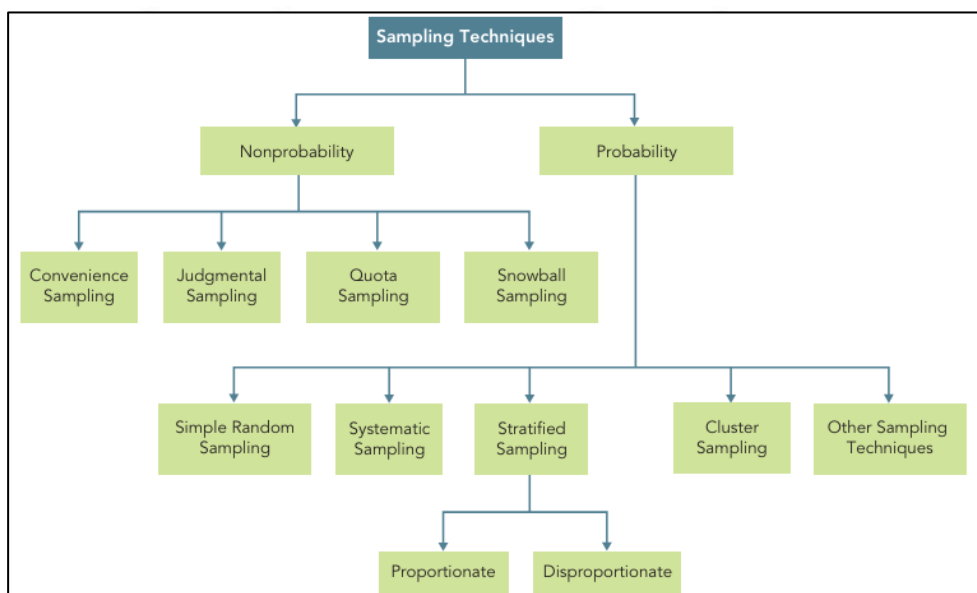 Sampling Techniques
Nonprobability
Probability
Convenience
Sampling
Judgmental
Sampling
Quota
Sampling
Snowball
Sampling
Simple Random
Sampling
Systematic
Sampling
Stratified
Sampling
Cluster
Sampling
Other Sampling
Techniques
Proportionate
Disproportionate